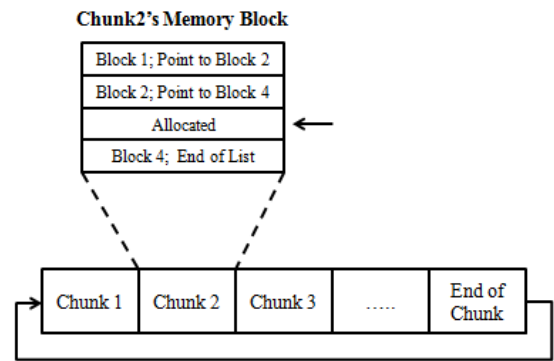 Chunk2's Memory Block
Block 1; Point to Block 2
Block 2; Point to Block 4
Allocated
Block 4; End of List
Chunk 1
Chunk 2
Chunk 3
.....
End of
Chunk